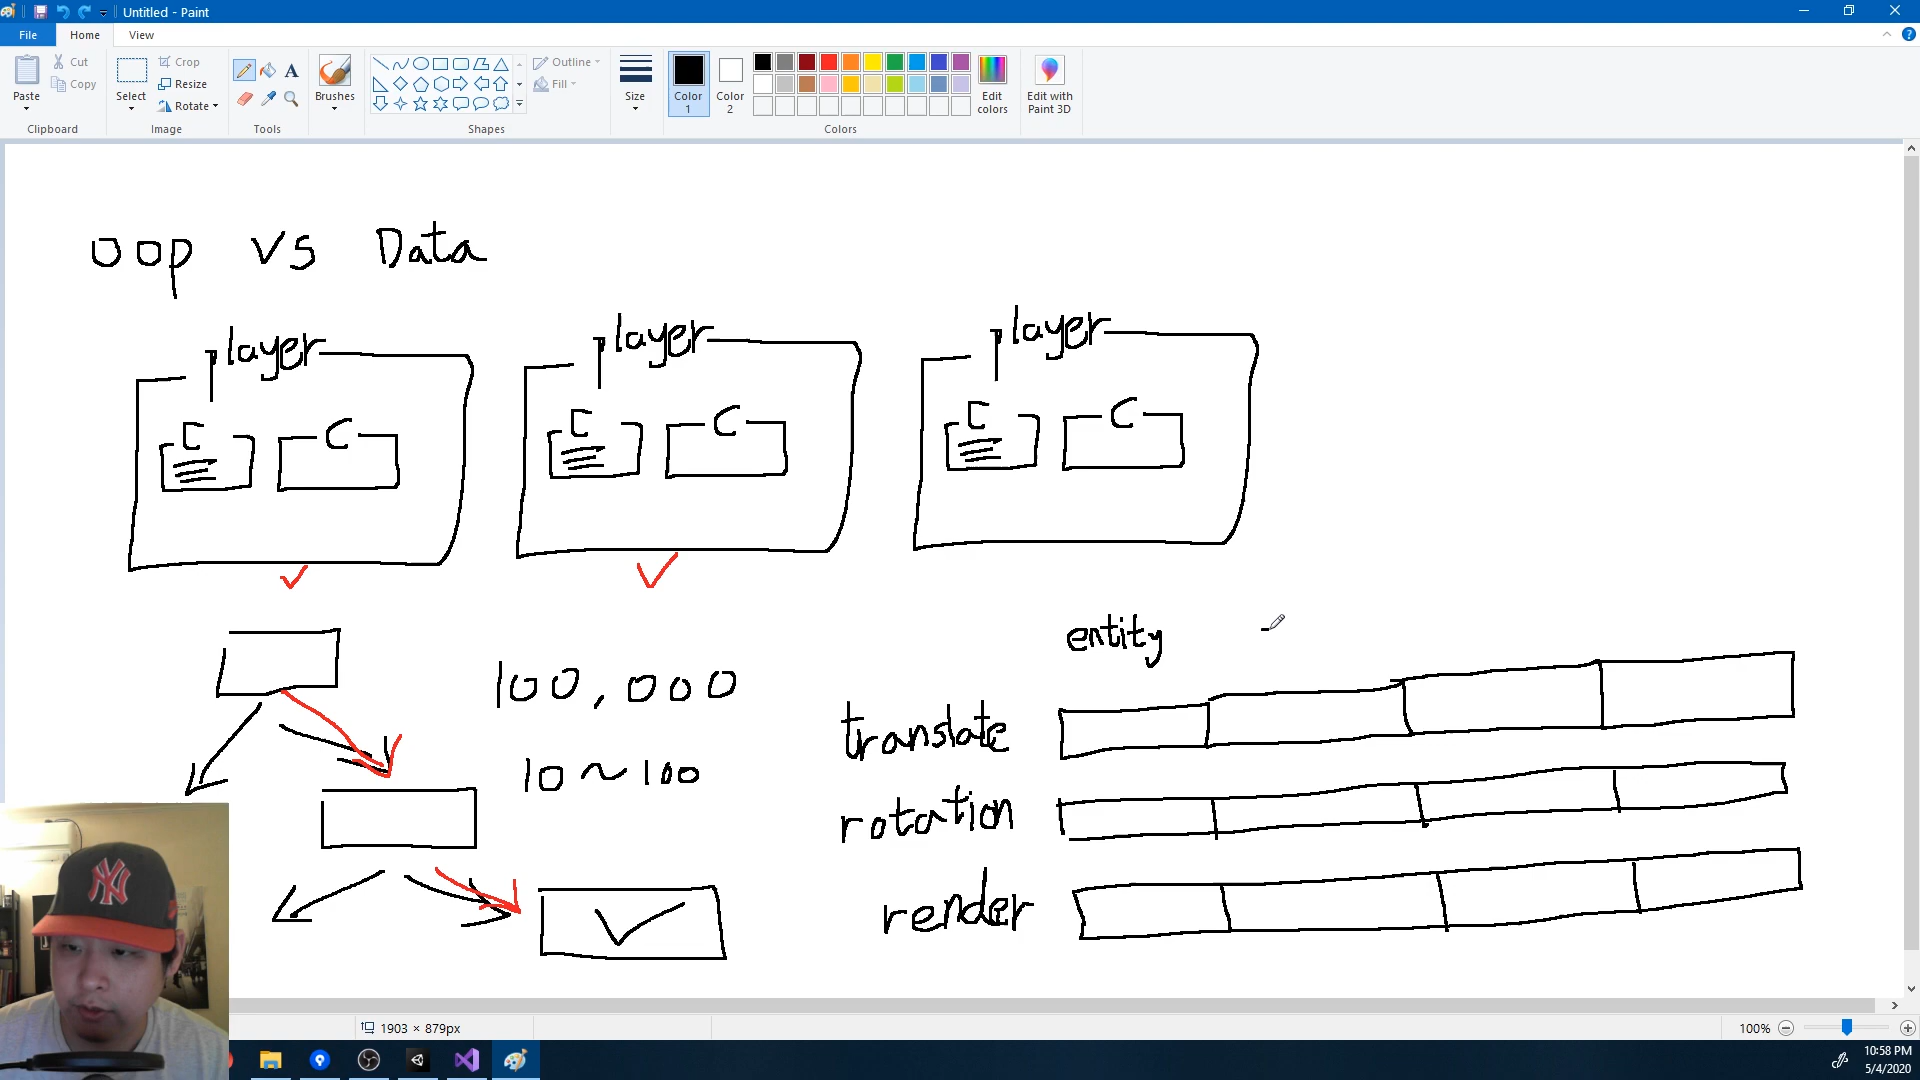 Untitled - Paint
File Home View
Paste Cut Copy Clipboard
Select Crop Resize Rotate Image
Tools
Brushes
Outline Fill Shapes
Size
Color 1 Color 2 Edit colors Colors
Edit with Paint 3D
OOP VS Data
player player player
C C C C C C
entity
100,000
translate
10 ~ 100
rotation
render
NY
1903 × 879px
100%
10:58 PM
5/4/2020